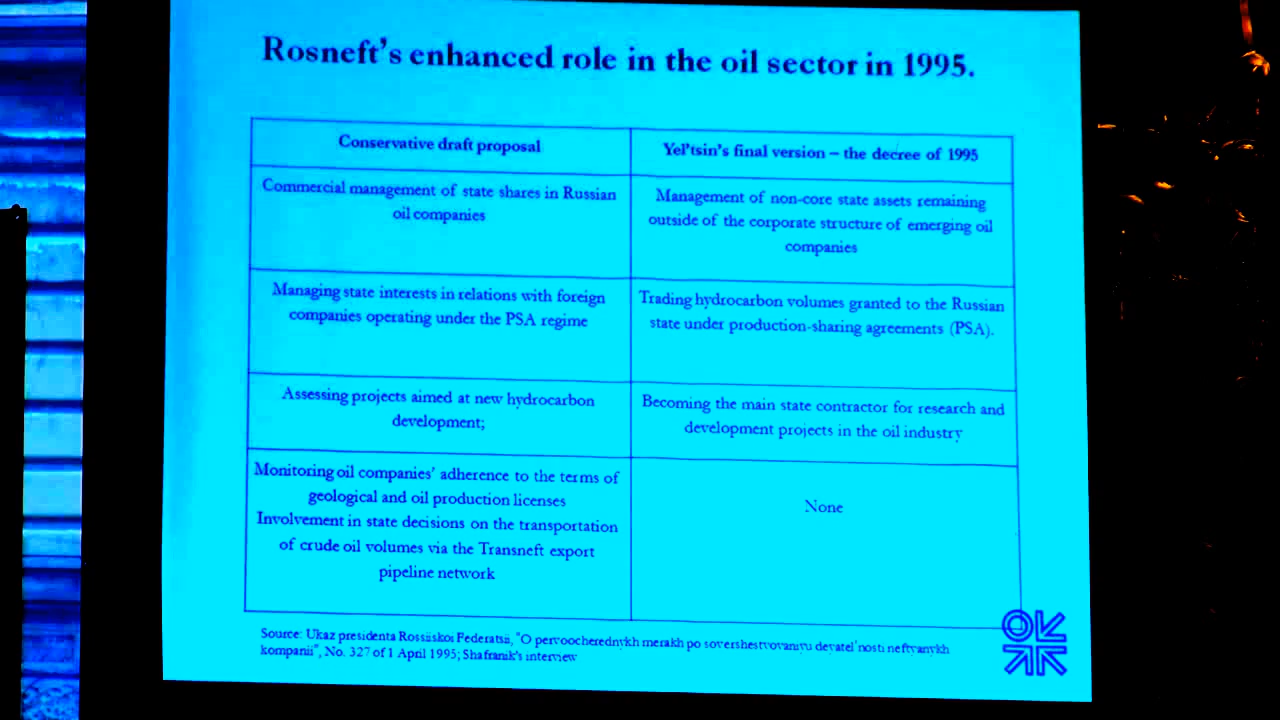 Rosneft's enhanced role in the oil sector in 1995.
Conservative draft proposal
Yel'tsin's final version – the decree of 1995
Commercial management of state shares in Russian
oil companies
Management of non-core state assets remaining
outside of the corporate structure of emerging oil
companies
Managing state interests in relations with foreign
companies operating under the PSA regime
Trading hydrocarbon volumes granted to the Russian
state under production-sharing agreements (PSA).
Assessing projects aimed at new hydrocarbon
development;
Becoming the main state contractor for research and
development projects in the oil industry
Monitoring oil companies' adherence to the terms of
geological and oil production licenses
Involvement in state decisions on the transportation
of crude oil volumes via the Transneft export
pipeline network
None
Source: Ukaz presidenta Rossiiskoi Federatsii, "O pervoocherednykh merakh po sovershestvovaniyu deyatel'nosti neftyanykh
kompanii", No. 327 of 1 April 1995; Shafranik's interview